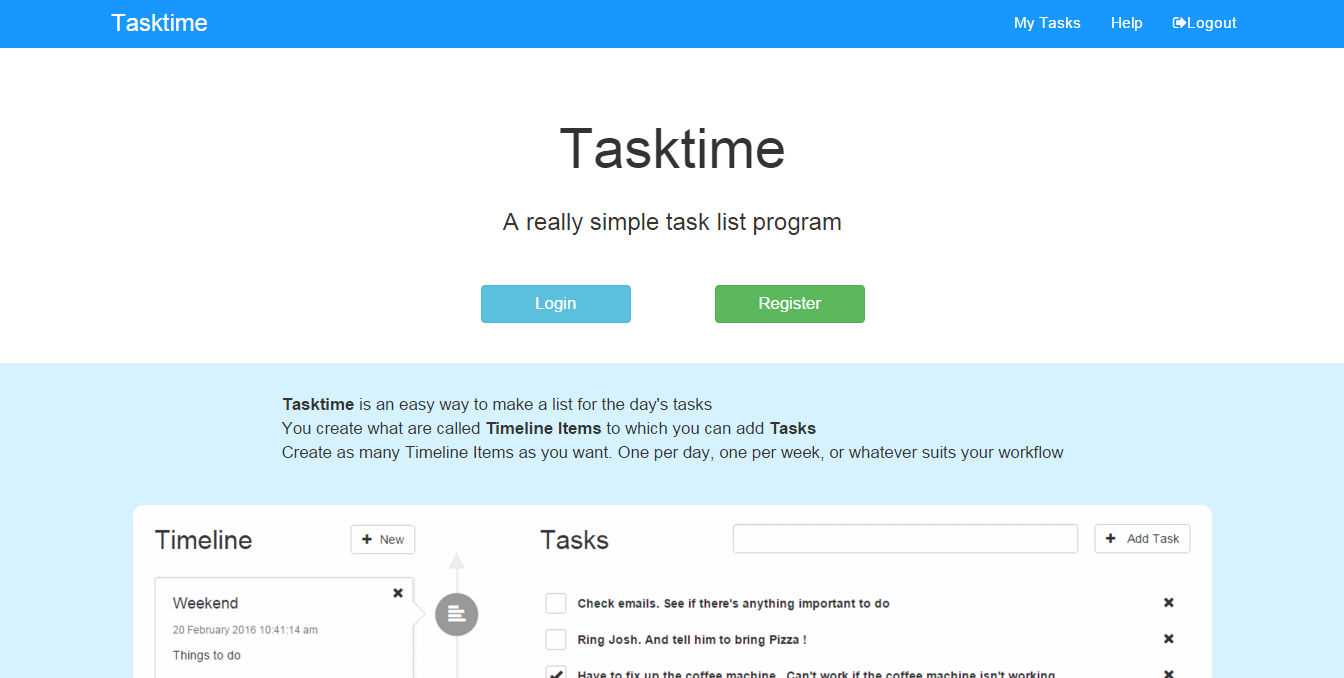 Tasktime
My Tasks Help Logout
Tasktime
A really simple task list program
Login Register
Tasktime is an easy way to make a list for the day's tasks
You create what are called Timeline Items to which you can add Tasks
Create as many Timeline Items as you want. One per day, one per week, or whatever suits your workflow
Timeline
New
Weekend
20 February 2016 10:41:14 am
Things to do
Tasks
Add Task
Check emails. See if there's anything important to do
Ring Josh. And tell him to bring Pizza !
Have to fix up the coffee machine. Can't work if the coffee machine isn't working